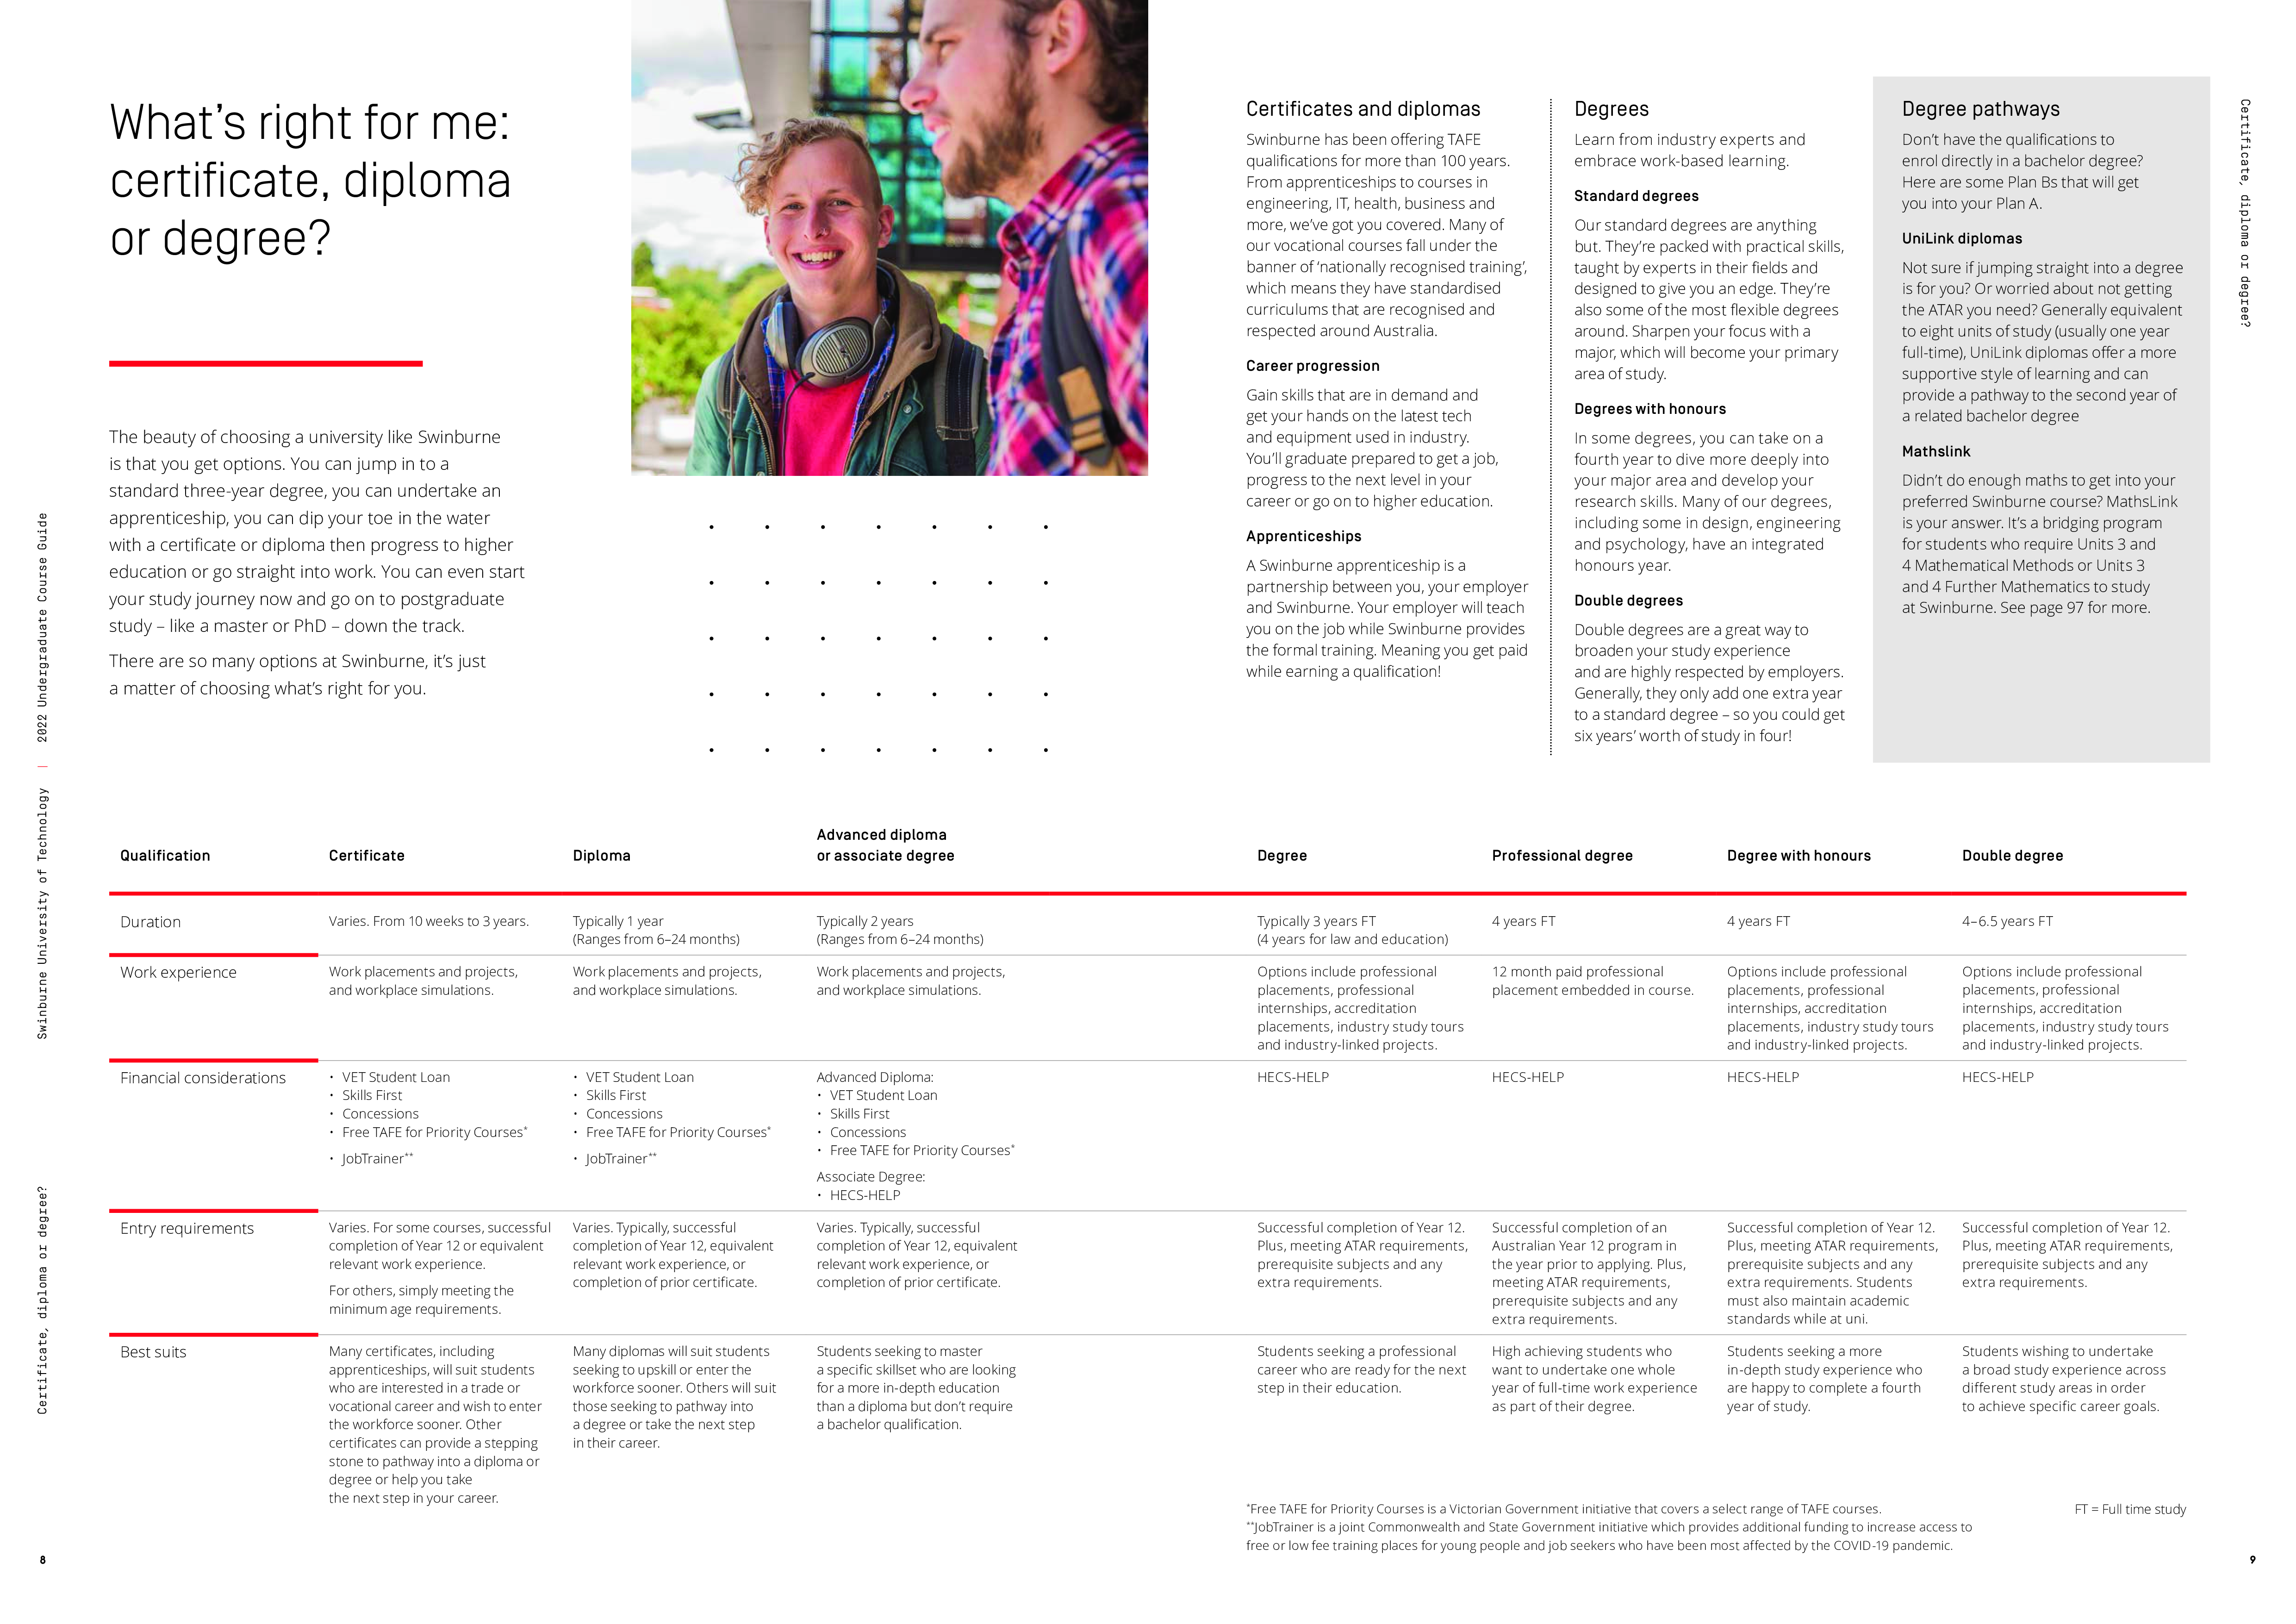 What's right for me:
certificate, diploma
or degree?
The beauty of choosing a university like Swinburne
is that you get options. You can jump in to a
standard three-year degree, you can undertake an
apprenticeship, you can dip your toe in the water
with a certificate or diploma then progress to higher
education or go straight into work. You can even start
your study journey now and go on to postgraduate
study – like a master or PhD – down the track.
There are so many options at Swinburne, it's just
a matter of choosing what's right for you.
Certificates and diplomas
Swinburne has been offering TAFE
qualifications for more than 100 years.
From apprenticeships to courses in
engineering, IT, health, business and
more, we've got you covered. Many of
our vocational courses fall under the
banner of 'nationally recognised training',
which means they have standardised
curriculums that are recognised and
respected around Australia.
Career progression
Gain skills that are in demand and
get your hands on the latest tech
and equipment used in industry.
You'll graduate prepared to get a job,
progress to the next level in your
career or go on to higher education.
Apprenticeships
A Swinburne apprenticeship is a
partnership between you, your employer
and Swinburne. Your employer will teach
you on the job while Swinburne provides
the formal training. Meaning you get paid
while earning a qualification!
Degrees
Learn from industry experts and
embrace work-based learning.
Standard degrees
Our standard degrees are anything
but. They're packed with practical skills,
taught by experts in their fields and
designed to give you an edge. They're
also some of the most flexible degrees
around. Sharpen your focus with a
major, which will become your primary
area of study.
Degrees with honours
In some degrees, you can take on a
fourth year to dive more deeply into
your major area and develop your
research skills. Many of our degrees,
including some in design, engineering
and psychology, have an integrated
honours year.
Double degrees
Double degrees are a great way to
broaden your study experience
and are highly respected by employers.
Generally, they only add one extra year
to a standard degree – so you could get
six years' worth of study in four!
Degree pathways
Don't have the qualifications to
enrol directly in a bachelor degree?
Here are some Plan Bs that will get
you into your Plan A.
UniLink diplomas
Not sure if jumping straight into a degree
is for you? Or worried about not getting
the ATAR you need? Generally equivalent
to eight units of study (usually one year
full-time), UniLink diplomas offer a more
supportive style of learning and can
provide a pathway to the second year of
a related bachelor degree
Mathslink
Didn't do enough maths to get into your
preferred Swinburne course? MathsLink
is your answer. It's a bridging program
for students who require Units 3 and
4 Mathematical Methods or Units 3
and 4 Further Mathematics to study
at Swinburne. See page 97 for more.
Certificate, diploma or degree?
2022 Undergraduate Course Guide
Swinburne University of Technology |
Certificate, diploma or degree?
Qualification
Certificate
Diploma
Advanced diploma
or associate degree
Degree
Professional degree
Degree with honours
Double degree
Duration
Varies. From 10 weeks to 3 years.
Typically 1 year
(Ranges from 6–24 months)
Typically 2 years
(Ranges from 6–24 months)
Typically 3 years FT
(4 years for law and education)
4 years FT
4 years FT
4–6.5 years FT
Work experience
Work placements and projects,
and workplace simulations.
Work placements and projects,
and workplace simulations.
Work placements and projects,
and workplace simulations.
Options include professional
placements, professional
internships, accreditation
placements, industry study tours
and industry-linked projects.
12 month paid professional
placement embedded in course.
Options include professional
placements, professional
internships, accreditation
placements, industry study tours
and industry-linked projects.
Options include professional
placements, professional
internships, accreditation
placements, industry study tours
and industry-linked projects.
Financial considerations
• VET Student Loan
• Skills First
• Concessions
• Free TAFE for Priority Courses*
• JobTrainer**
• VET Student Loan
• Skills First
• Concessions
• Free TAFE for Priority Courses*
• JobTrainer**
Advanced Diploma:
• VET Student Loan
• Skills First
• Concessions
• Free TAFE for Priority Courses*
Associate Degree:
• HECS-HELP
HECS-HELP
HECS-HELP
HECS-HELP
HECS-HELP
Entry requirements
Varies. For some courses, successful
completion of Year 12 or equivalent
relevant work experience.
For others, simply meeting the
minimum age requirements.
Varies. Typically, successful
completion of Year 12, equivalent
relevant work experience, or
completion of prior certificate.
Varies. Typically, successful
completion of Year 12, equivalent
relevant work experience, or
completion of prior certificate.
Successful completion of Year 12.
Plus, meeting ATAR requirements,
prerequisite subjects and any
extra requirements.
Successful completion of an
Australian Year 12 program in
the year prior to applying. Plus,
meeting ATAR requirements,
prerequisite subjects and any
extra requirements.
Successful completion of Year 12.
Plus, meeting ATAR requirements,
prerequisite subjects and any
extra requirements. Students
must also maintain academic
standards while at uni.
Successful completion of Year 12.
Plus, meeting ATAR requirements,
prerequisite subjects and any
extra requirements.
Best suits
Many certificates, including
apprenticeships, will suit students
who are interested in a trade or
vocational career and wish to enter
the workforce sooner. Other
certificates can provide a stepping
stone to pathway into a diploma or
degree or help you take
the next step in your career.
Many diplomas will suit students
seeking to upskill or enter the
workforce sooner. Others will suit
those seeking to pathway into
a degree or take the next step
in their career.
Students seeking to master
a specific skillset who are looking
for a more in-depth education
than a diploma but don't require
a bachelor qualification.
Students seeking a professional
career who are ready for the next
step in their education.
High achieving students who
want to undertake one whole
year of full-time work experience
as part of their degree.
Students seeking a more
in-depth study experience who
are happy to complete a fourth
year of study.
Students wishing to undertake
a broad study experience across
different study areas in order
to achieve specific career goals.
*Free TAFE for Priority Courses is a Victorian Government initiative that covers a select range of TAFE courses.
**JobTrainer is a joint Commonwealth and State Government initiative which provides additional funding to increase access to
free or low fee training places for young people and job seekers who have been most affected by the COVID-19 pandemic.
FT = Full time study
8
9